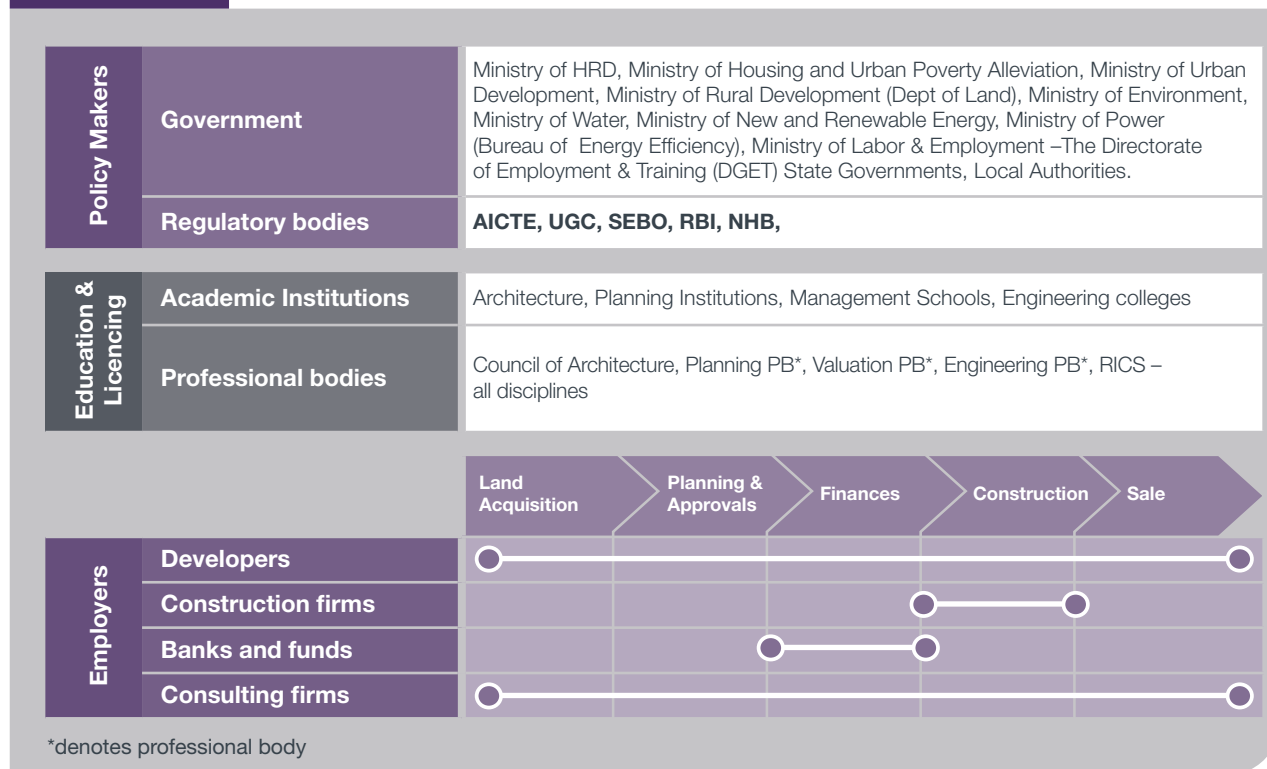 Policy Makers
Government
Ministry of HRD, Ministry of Housing and Urban Poverty Alleviation, Ministry of Urban
Development, Ministry of Rural Development (Dept of Land), Ministry of Environment,
Ministry of Water, Ministry of New and Renewable Energy, Ministry of Power
(Bureau of  Energy Efficiency), Ministry of Labor & Employment –The Directorate
of Employment & Training (DGET) State Governments, Local Authorities.
Regulatory bodies
AICTE, UGC, SEBO, RBI, NHB,
Education &
Licencing
Academic Institutions
Architecture, Planning Institutions, Management Schools, Engineering colleges
Professional bodies
Council of Architecture, Planning PB*, Valuation PB*, Engineering PB*, RICS –
all disciplines
Land
Acquisition
Planning &
Approvals
Finances
Construction
Sale
Employers
Developers
Construction firms
Banks and funds
Consulting firms
*denotes professional body